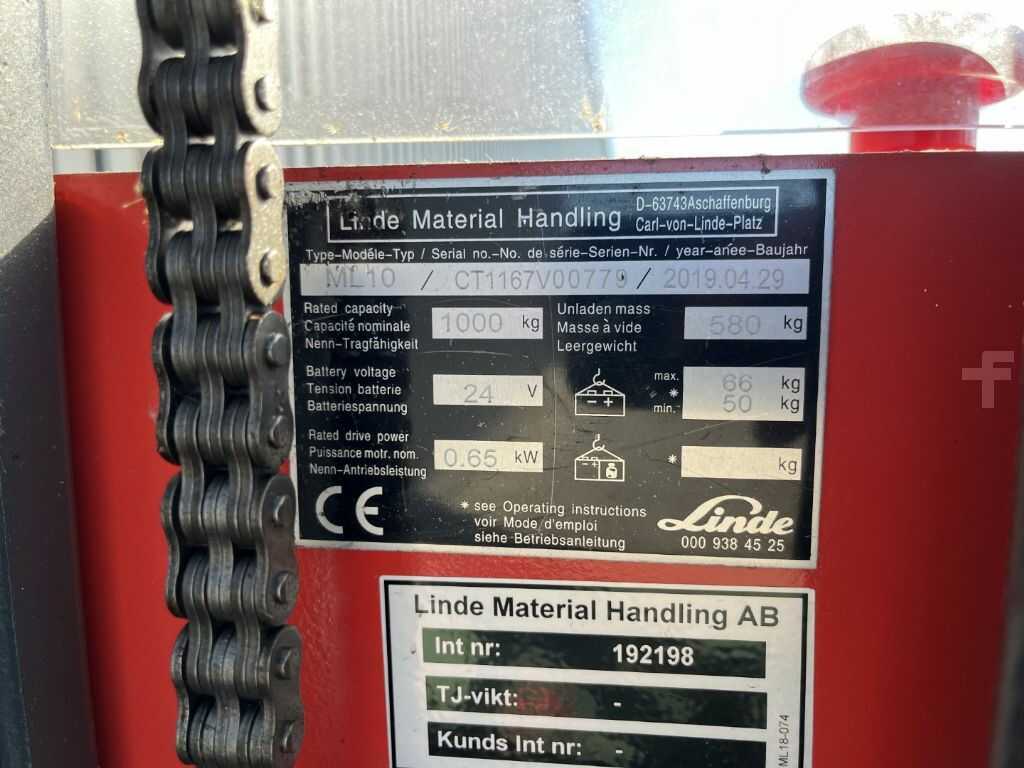 Linde Material Handling
D-63743Aschaffenburg
Carl-von-Linde-Platz
Type-Modéle-Typ / Serial no.-No. de série-Serien-Nr. / year-anee-Baujahr
ML10 / CT1167V00779 / 2019.04.29
Rated capacity
Capacité nominale
Nenn-Tragfähigkeit
1000 kg
Unladen mass
Masse à vide
Leergewicht
580 kg
Battery voltage
Tension batterie
Batteriespannung
24 V
max. 66 kg
*
min. 50 kg
Rated drive power
Puissance motr. nom.
Nenn-Antriebsleistung
0.65 kW
* kg
CE
* see Operating instructions
voir Mode d'emploi
siehe Betriebsanleitung
Linde
000 938 45 25
Linde Material Handling AB
Int nr: 192198
TJ-vikt: -
Kunds Int nr: -
ML18-074
f